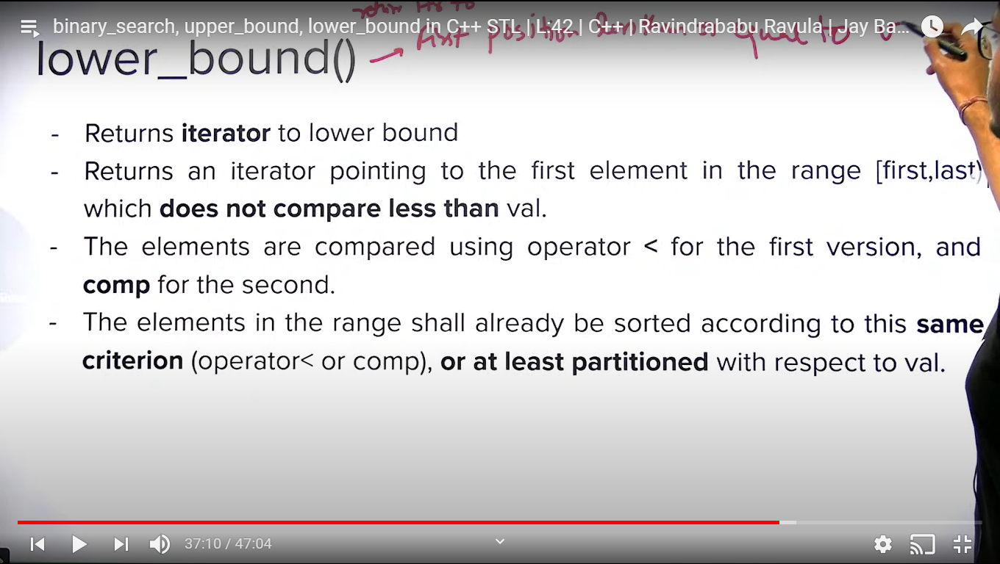 return itr to
binary_search, upper_bound, lower_bound in C++ STL | L:42 | C++ | Ravindrababu Ravula | Jay Ba...
first position equal to
lower_bound()
- Returns iterator to lower bound
- Returns an iterator pointing to the first element in the range [first,last)
which does not compare less than val.
- The elements are compared using operator < for the first version, and
comp for the second.
- The elements in the range shall already be sorted according to this same
criterion (operator< or comp), or at least partitioned with respect to val.
37:10 / 47:04